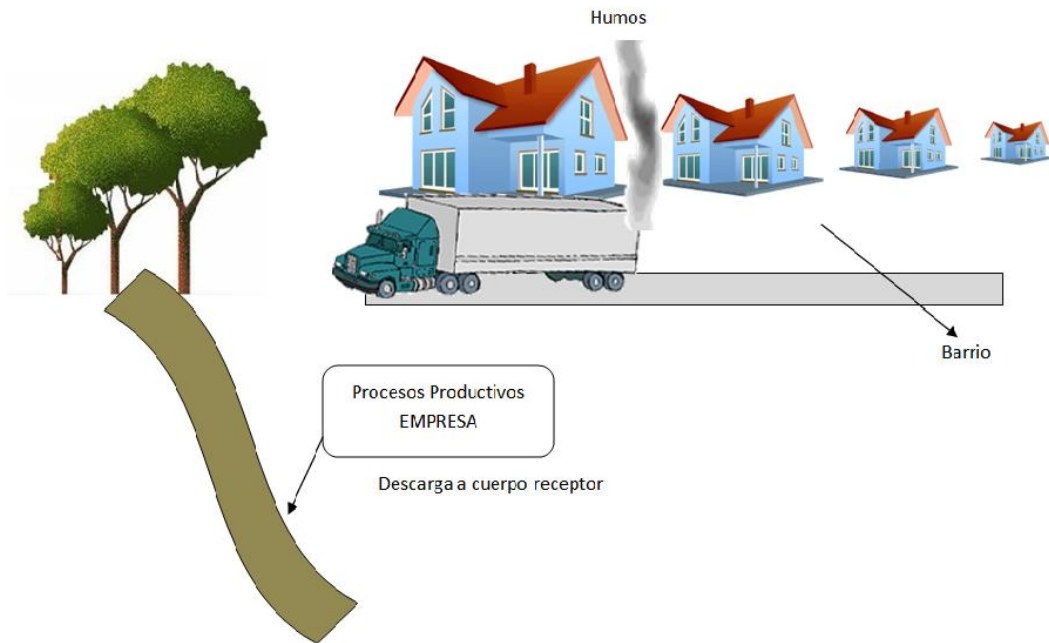 Humos
Barrio
Procesos Productivos
EMPRESA
Descarga a cuerpo receptor